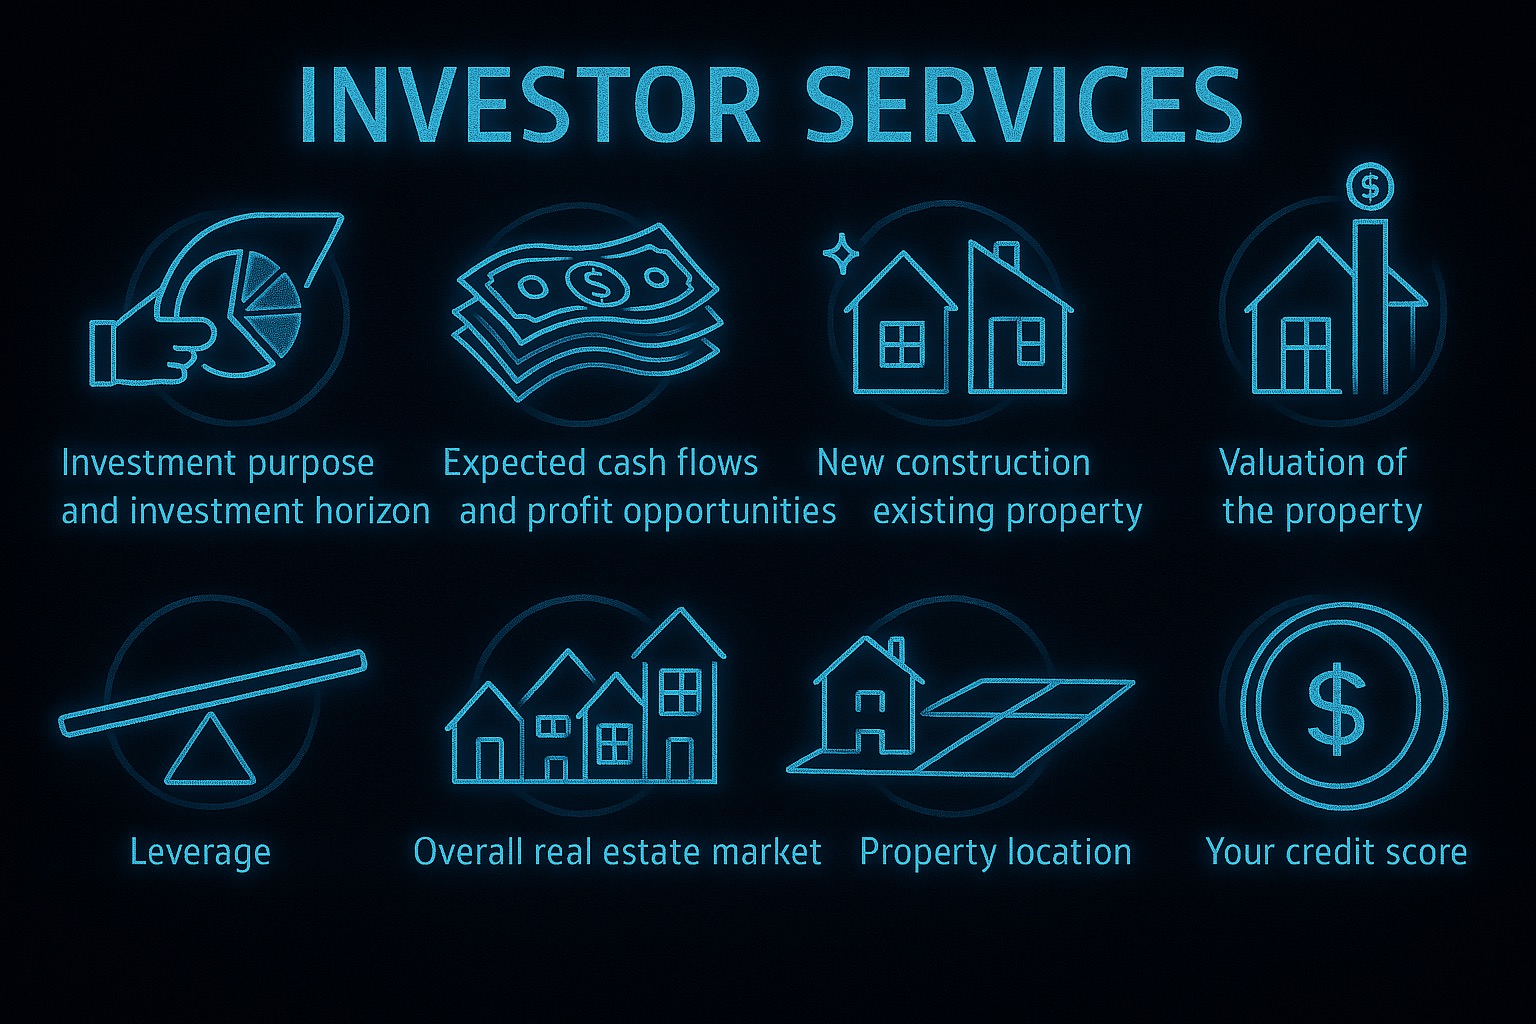 INVESTOR SERVICES
$
$
Investment purpose
and investment horizon
Expected cash flows
and profit opportunities
New construction
existing property
Valuation of
the property
$
Leverage
Overall real estate market
Property location
Your credit score